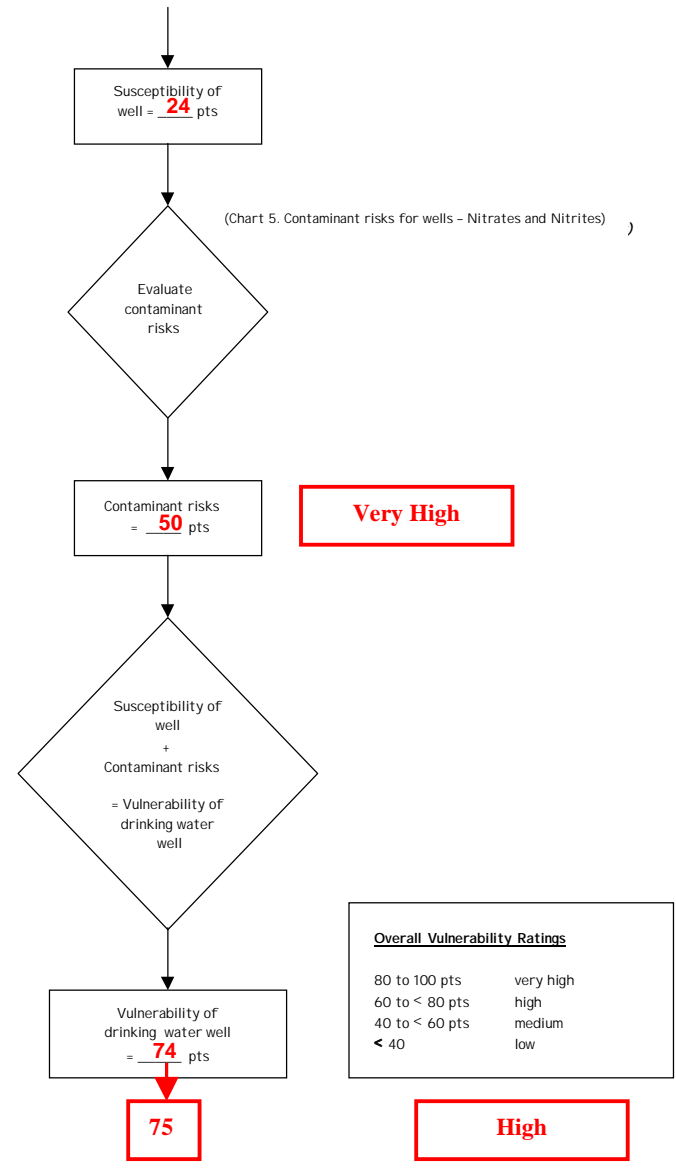 Susceptibility of
well = 24 pts
(Chart 5. Contaminant risks for wells – Nitrates and Nitrites)
)
Evaluate
contaminant
risks
Contaminant risks
= 50 pts
Very High
Susceptibility of
well
+
Contaminant risks
= Vulnerability of
drinking water
well
Overall Vulnerability Ratings
80 to 100 pts very high
60 to < 80 pts high
40 to < 60 pts medium
< 40 low
Vulnerability of
drinking water well
= 74 pts
75
High